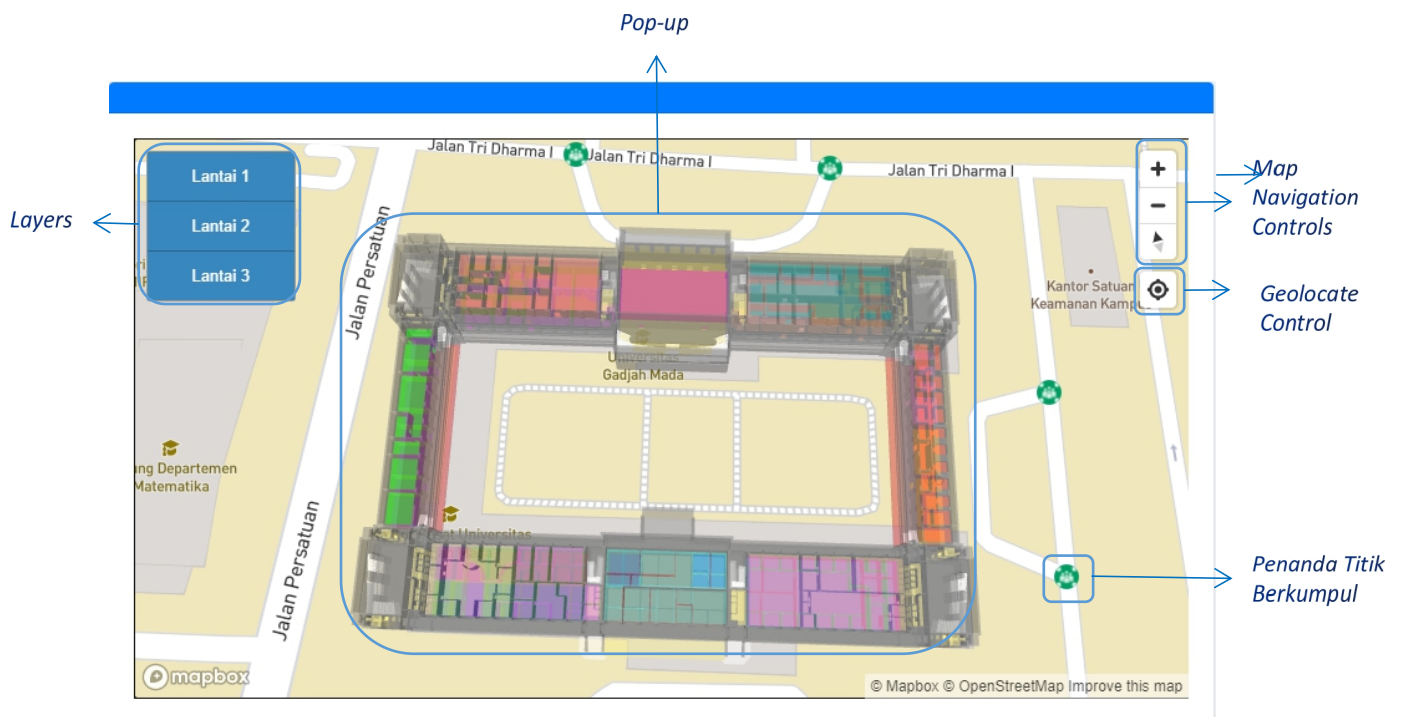 Pop-up
Jalan Tri Dharma I
Jalan Tri Dharma I
Jalan Tri Dharma I
Lantai 1
Lantai 2
Lantai 3
Layers
+
−
Map
Navigation
Controls
Jalan Persatuan
Kantor Satuan
Keamanan
Geolocate
Control
Universitas
Gadjah Mada
Departemen
Matematika
Universitas
Jalan Persatuan
Penanda Titik
Berkumpul
mapbox
© Mapbox © OpenStreetMap Improve this map